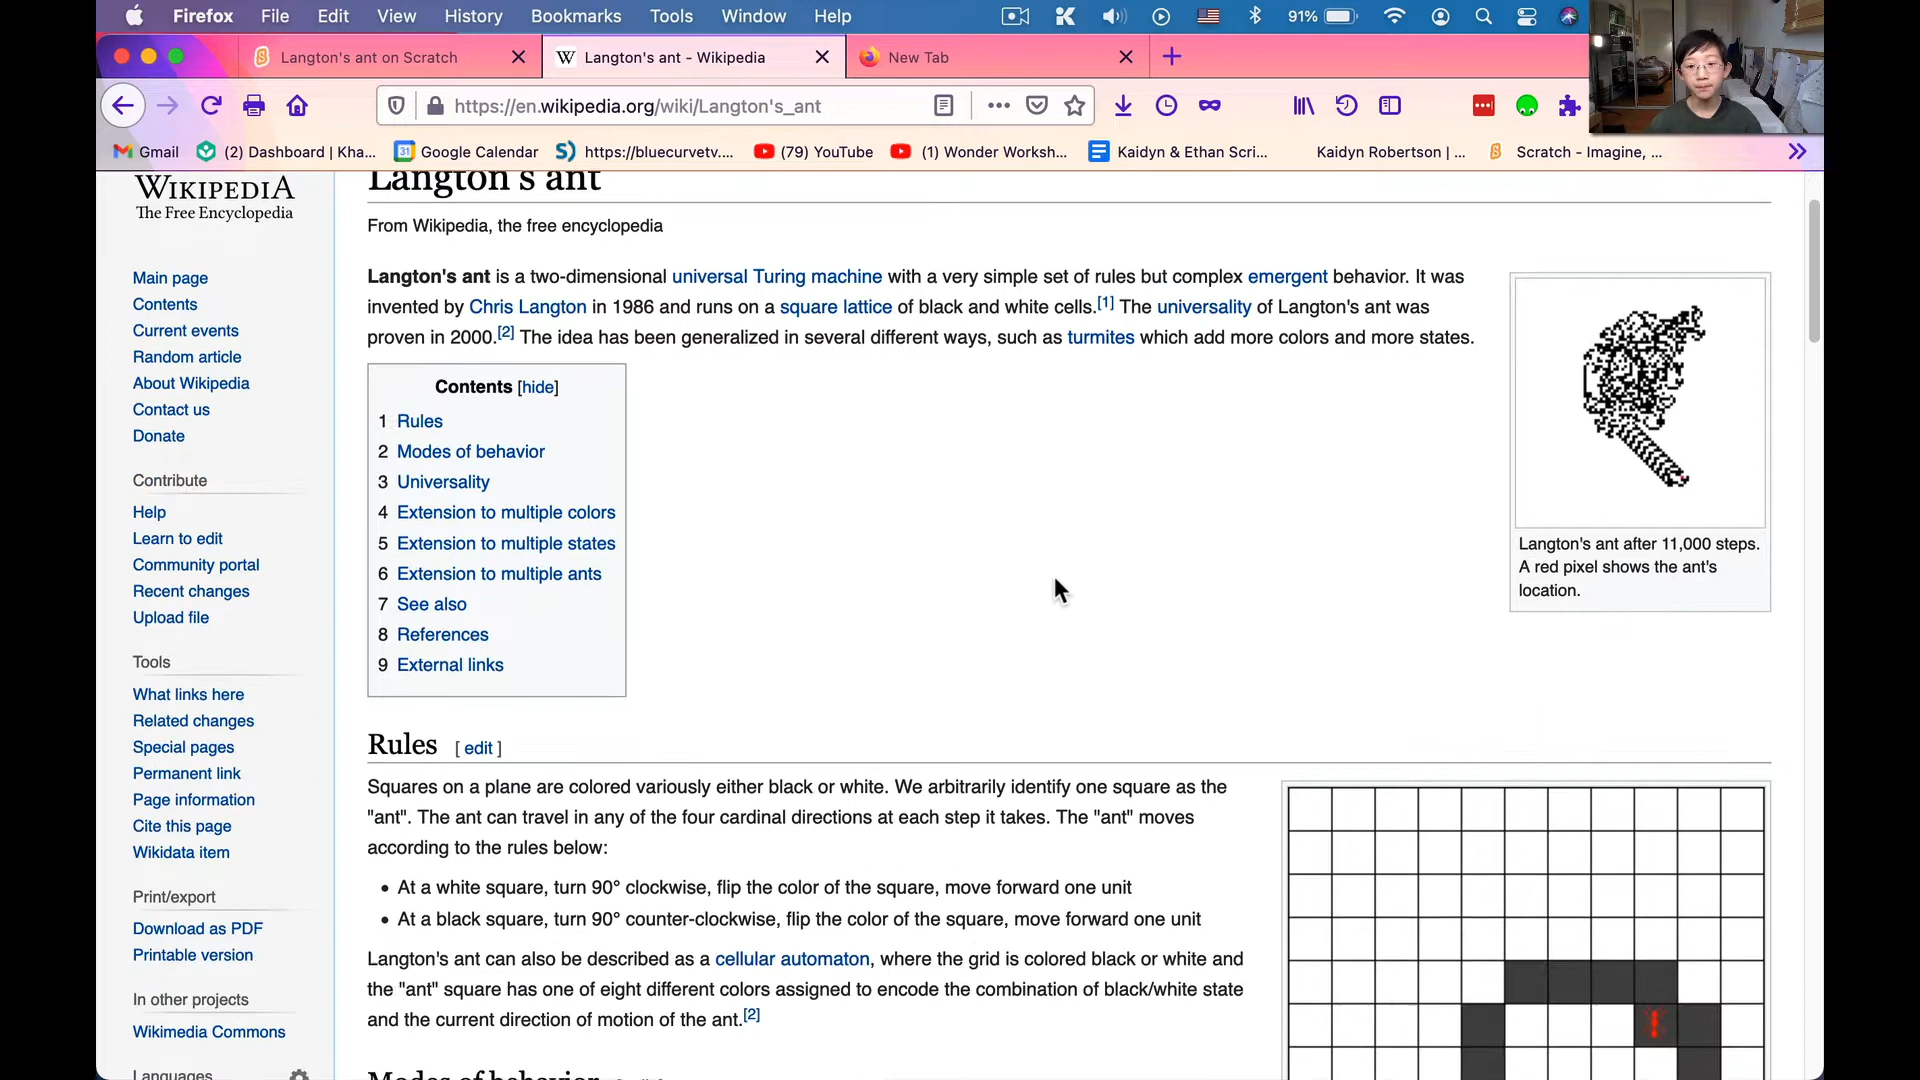 Firefox File Edit View History Bookmarks Tools Window Help 91%
Langton's ant on Scratch Langton's ant - Wikipedia New Tab
https://en.wikipedia.org/wiki/Langton's_ant
Gmail (2) Dashboard | Kha... 31 Google Calendar https://bluecurvetv.... (79) YouTube (1) Wonder Worksh... Kaidyn & Ethan Scri... Kaidyn Robertson | ... Scratch - Imagine, ...
WIKIPEDIA
The Free Encyclopedia
Main page
Contents
Current events
Random article
About Wikipedia
Contact us
Donate
Contribute
Help
Learn to edit
Community portal
Recent changes
Upload file
Tools
What links here
Related changes
Special pages
Permanent link
Page information
Cite this page
Wikidata item
Print/export
Download as PDF
Printable version
In other projects
Wikimedia Commons
Languages
Langton's ant
From Wikipedia, the free encyclopedia
Langton's ant is a two-dimensional universal Turing machine with a very simple set of rules but complex emergent behavior. It was
invented by Chris Langton in 1986 and runs on a square lattice of black and white cells.[1] The universality of Langton's ant was
proven in 2000.[2] The idea has been generalized in several different ways, such as turmites which add more colors and more states.
Contents [hide]
1 Rules
2 Modes of behavior
3 Universality
4 Extension to multiple colors
5 Extension to multiple states
6 Extension to multiple ants
7 See also
8 References
9 External links
Langton's ant after 11,000 steps.
A red pixel shows the ant's
location.
Rules [ edit ]
Squares on a plane are colored variously either black or white. We arbitrarily identify one square as the
"ant". The ant can travel in any of the four cardinal directions at each step it takes. The "ant" moves
according to the rules below:
• At a white square, turn 90° clockwise, flip the color of the square, move forward one unit
• At a black square, turn 90° counter-clockwise, flip the color of the square, move forward one unit
Langton's ant can also be described as a cellular automaton, where the grid is colored black or white and
the "ant" square has one of eight different colors assigned to encode the combination of black/white state
and the current direction of motion of the ant.[2]
Modes of behavior